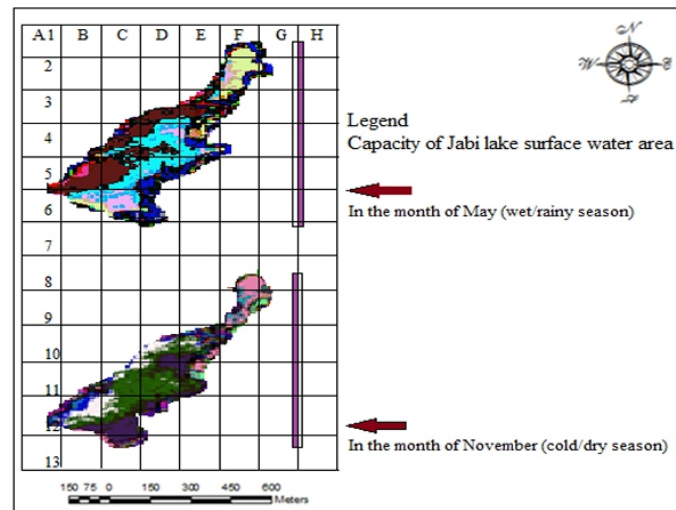 A1 B C D E F G H
2
3
4
5
6
7
8
9
10
11
12
13
N
W E
S
Legend
Capacity of Jabi lake surface water area
In the month of May (wet/rainy season)
In the month of November (cold/dry season)
150 75 0 150 300 450 600
Meters